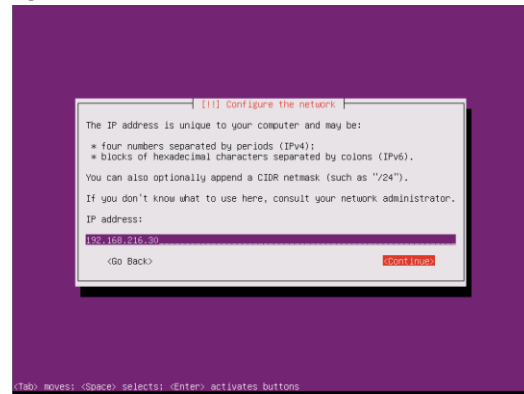 [!!] Configure the network
The IP address is unique to your computer and may be:
* four numbers separated by periods (IPv4);
* blocks of hexadecimal characters separated by colons (IPv6).
You can also optionally append a CIDR netmask (such as "/24").
If you don't know what to use here, consult your network administrator.
IP address:
192.168.216.30
<Go Back> <Continue>
<Tab> moves; <Space> selects; <Enter> activates buttons